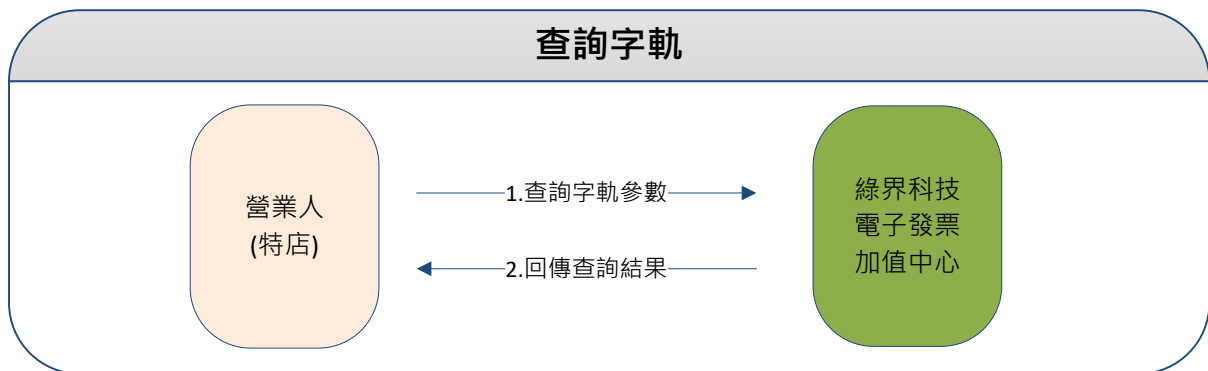 查詢字軌
營業人
(特店)
1.查詢字軌參數
2.回傳查詢結果
綠界科技
電子發票
加值中心